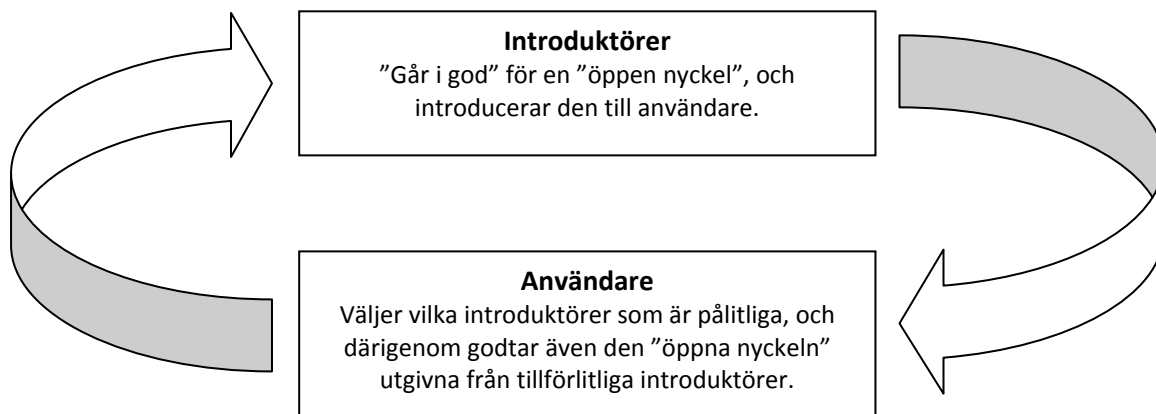 Introduktörer
”Går i god” för en ”öppen nyckel”, och
introducerar den till användare.
Användare
Väljer vilka introduktörer som är pålitliga, och
därigenom godtar även den ”öppna nyckeln”
utgivna från tillförlitliga introduktörer.